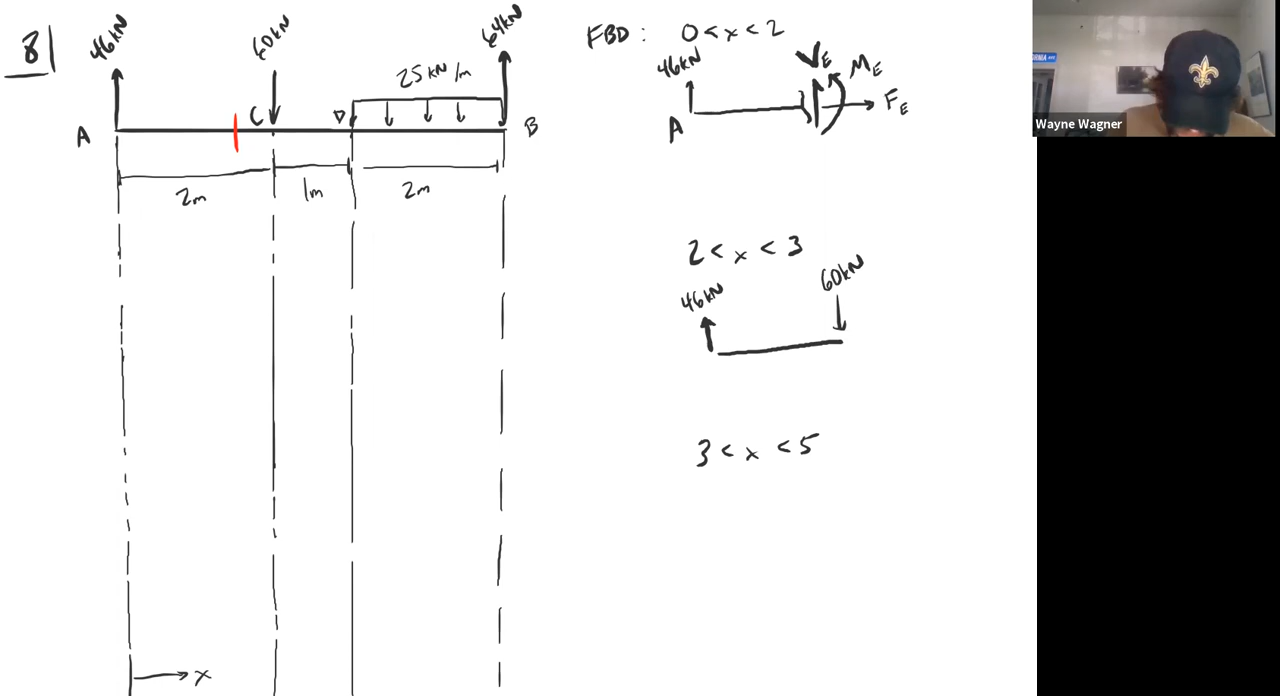 8
46kN
60kN
64kN
25 kN/m
A
C
D
B
2m
1m
2m
x
FBD: 0 < x < 2
46kN
V_E
M_E
F_E
A
2 < x < 3
46kN
60kN
3 < x < 5
Wayne Wagner